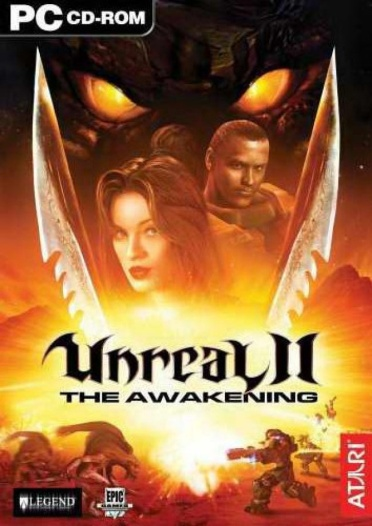 PC CD-ROM
Unreal II
THE AWAKENING
ATARI
LEGEND
EPIC
GAMES